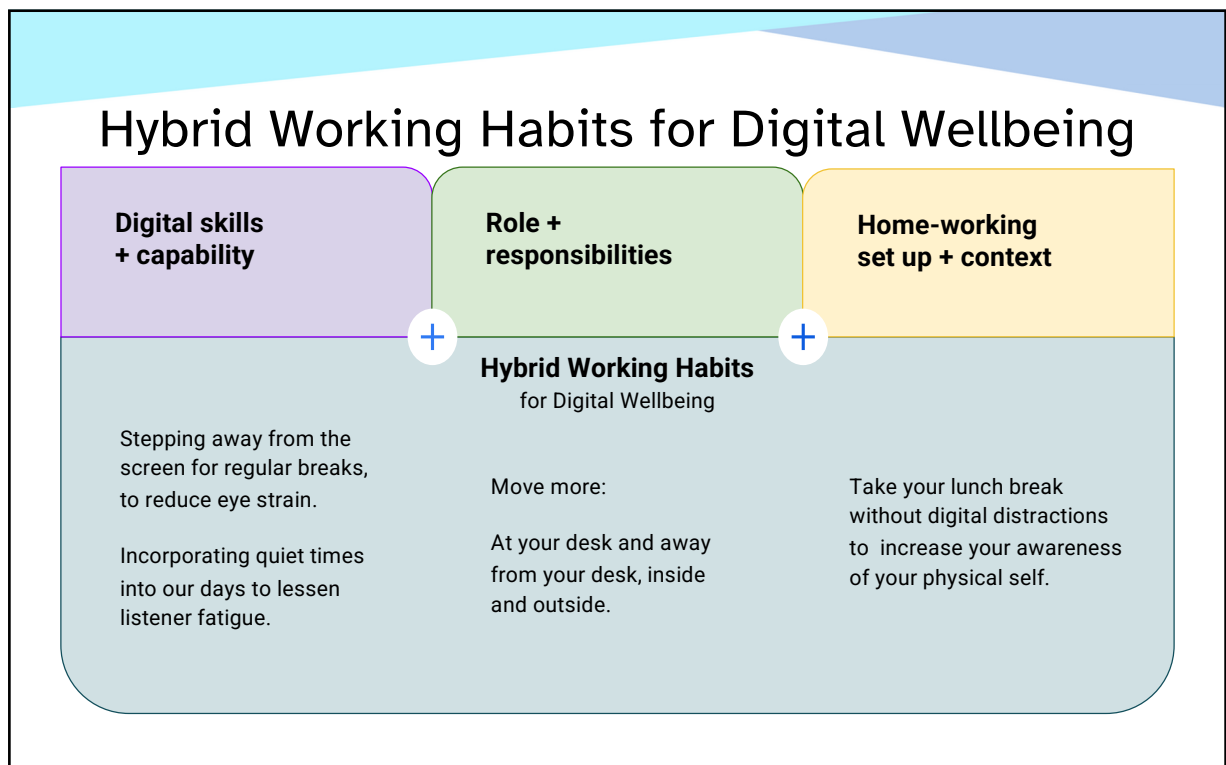 Hybrid Working Habits for Digital Wellbeing
Digital skills
+ capability
Role +
responsibilities
Home-working
set up + context
+
+
Hybrid Working Habits
for Digital Wellbeing
Stepping away from the
screen for regular breaks,
to reduce eye strain.
Incorporating quiet times
into our days to lessen
listener fatigue.
Move more:
At your desk and away
from your desk, inside
and outside.
Take your lunch break
without digital distractions
to  increase your awareness
of your physical self.